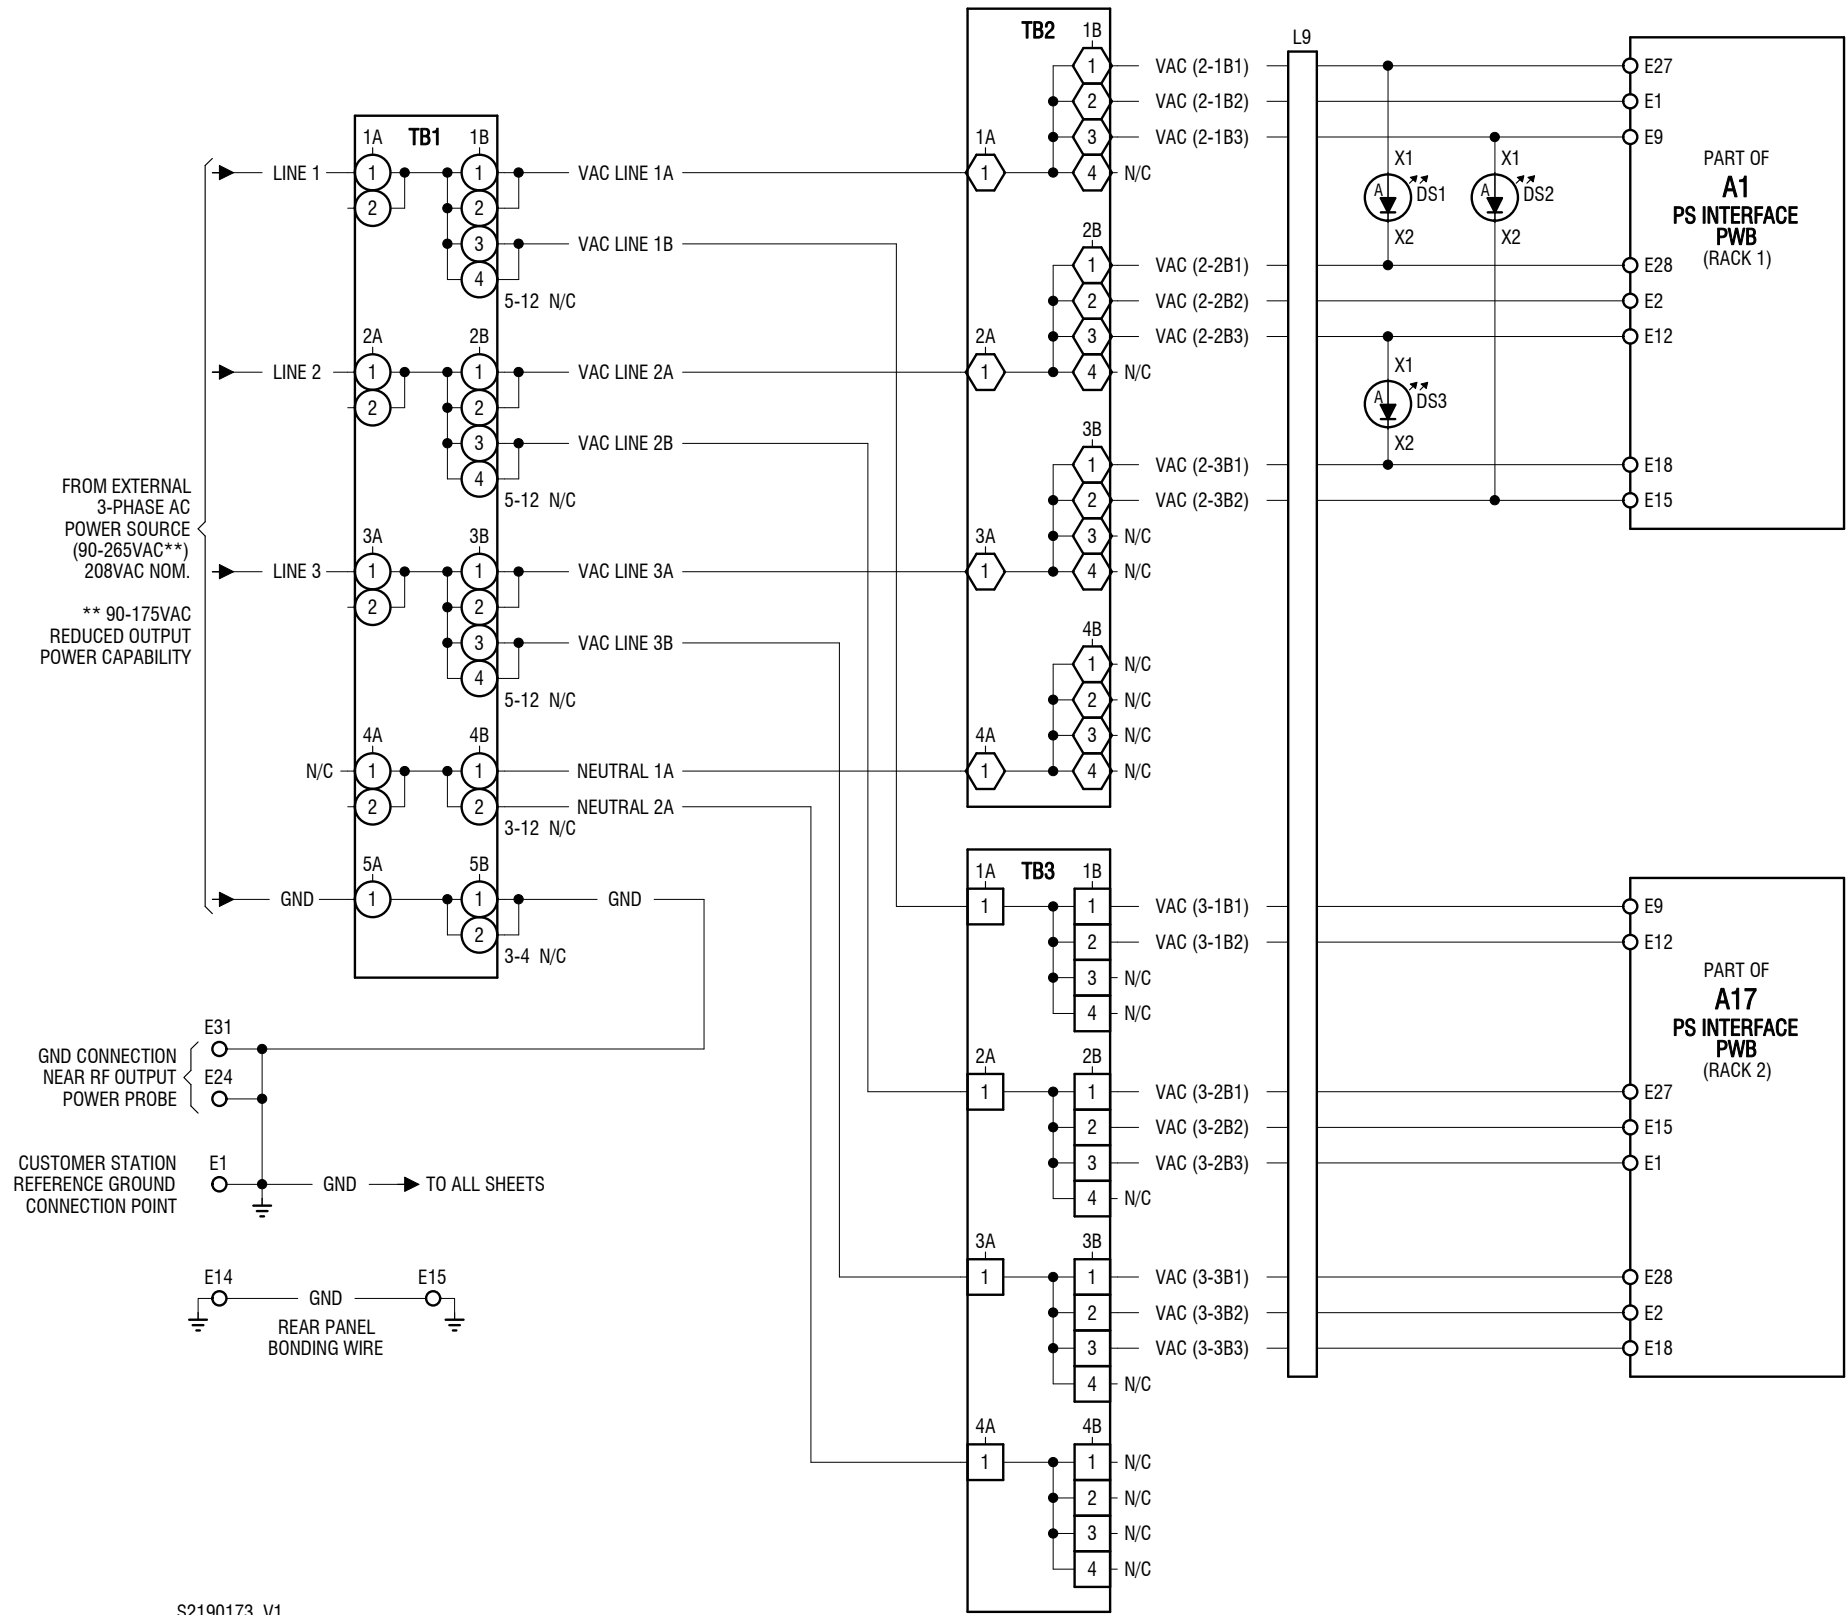 FROM EXTERNAL
3-PHASE AC
POWER SOURCE
(90-265VAC**)
208VAC NOM.
** 90-175VAC
REDUCED OUTPUT
POWER CAPABILITY
TB1
1A
1B
LINE 1
1
1
VAC LINE 1A
2
2
3
VAC LINE 1B
4
5-12 N/C
2A
2B
LINE 2
1
1
VAC LINE 2A
2
2
3
VAC LINE 2B
4
5-12 N/C
3A
3B
LINE 3
1
1
VAC LINE 3A
2
2
3
VAC LINE 3B
4
5-12 N/C
4A
4B
N/C
1
1
NEUTRAL 1A
2
2
NEUTRAL 2A
3-12 N/C
5A
5B
GND
1
1
GND
2
3-4 N/C
GND CONNECTION
NEAR RF OUTPUT
POWER PROBE
E31
E24
CUSTOMER STATION
REFERENCE GROUND
CONNECTION POINT
E1
GND
TO ALL SHEETS
E14
GND
E15
REAR PANEL
BONDING WIRE
S2190173 V1
TB2
1B
1
VAC (2-1B1)
2
VAC (2-1B2)
1A
3
VAC (2-1B3)
1
4
N/C
2B
1
VAC (2-2B1)
2
VAC (2-2B2)
2A
3
VAC (2-2B3)
1
4
N/C
3B
1
VAC (2-3B1)
2
VAC (2-3B2)
3A
3
N/C
1
4
N/C
4B
1
N/C
2
N/C
4A
3
N/C
1
4
N/C
TB3
1A
1B
1
1
VAC (3-1B1)
2
VAC (3-1B2)
3
N/C
4
N/C
2A
2B
1
1
VAC (3-2B1)
2
VAC (3-2B2)
3
VAC (3-2B3)
4
N/C
3A
3B
1
1
VAC (3-3B1)
2
VAC (3-3B2)
3
VAC (3-3B3)
4
N/C
4A
4B
1
1
N/C
2
N/C
3
N/C
4
N/C
L9
X1
A
DS1
X2
X1
A
DS2
X2
X1
A
DS3
X2
E27
E1
E9
E28
E2
E12
E18
E15
PART OF
A1
PS INTERFACE
PWB
(RACK 1)
E9
E12
E27
E15
E1
E28
E2
E18
PART OF
A17
PS INTERFACE
PWB
(RACK 2)